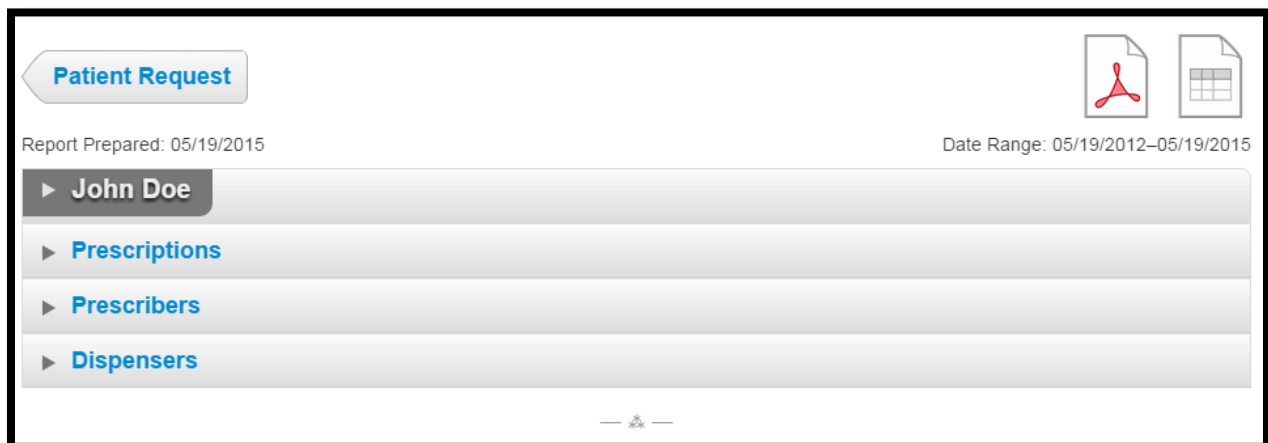 Patient Request
Report Prepared: 05/19/2015
Date Range: 05/19/2012–05/19/2015
John Doe
Prescriptions
Prescribers
Dispensers